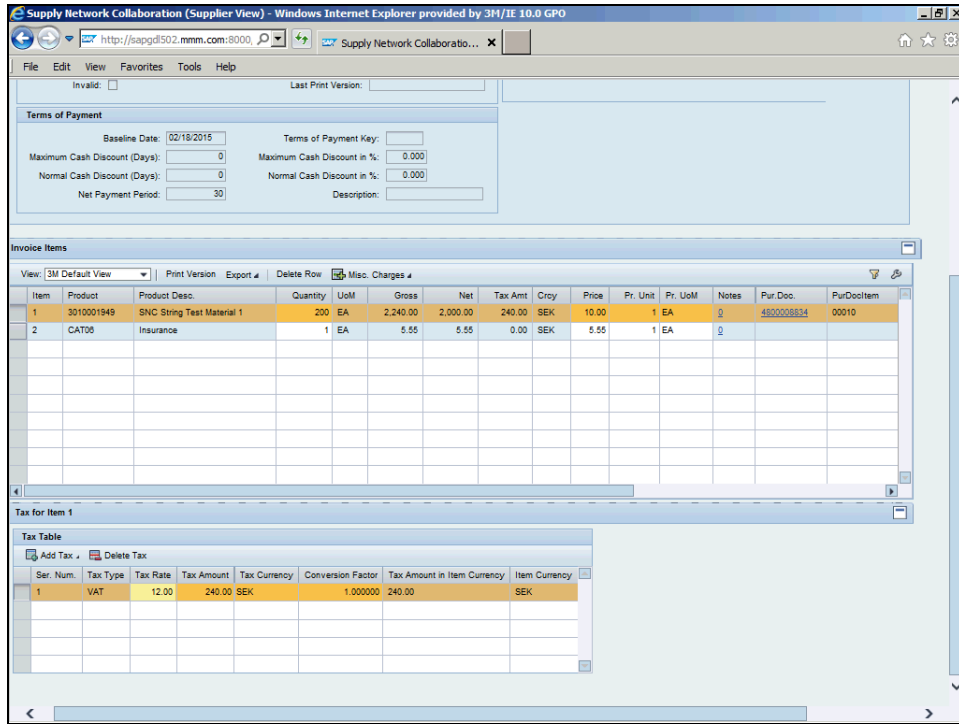 Supply Network Collaboration (Supplier View) - Windows Internet Explorer provided by 3M/IE 10.0 GPO
http://sapgdl502.mmm.com:8000, Supply Network Collaboratio... X
File Edit View Favorites Tools Help
Invalid: Last Print Version:
Terms of Payment
Baseline Date: 02/18/2015 Terms of Payment Key:
Maximum Cash Discount (Days): 0 Maximum Cash Discount in %: 0.000
Normal Cash Discount (Days): 0 Normal Cash Discount in %: 0.000
Net Payment Period: 30 Description:
Invoice Items
View: 3M Default View Print Version Export Delete Row Misc. Charges
Item Product Product Desc. Quantity UoM Gross Net Tax Amt Crcy Price Pr. Unit Pr. UoM Notes Pur.Doc. PurDocItem
1 3010001949 SNC String Test Material 1 200 EA 2,240.00 2,000.00 240.00 SEK 10.00 1 EA 0 4800008834 00010
2 CAT06 Insurance 1 EA 5.55 5.55 0.00 SEK 5.55 1 EA 0
Tax for Item 1
Tax Table
Add Tax Delete Tax
Ser. Num. Tax Type Tax Rate Tax Amount Tax Currency Conversion Factor Tax Amount in Item Currency Item Currency
1 VAT 12.00 240.00 SEK 1.000000 240.00 SEK